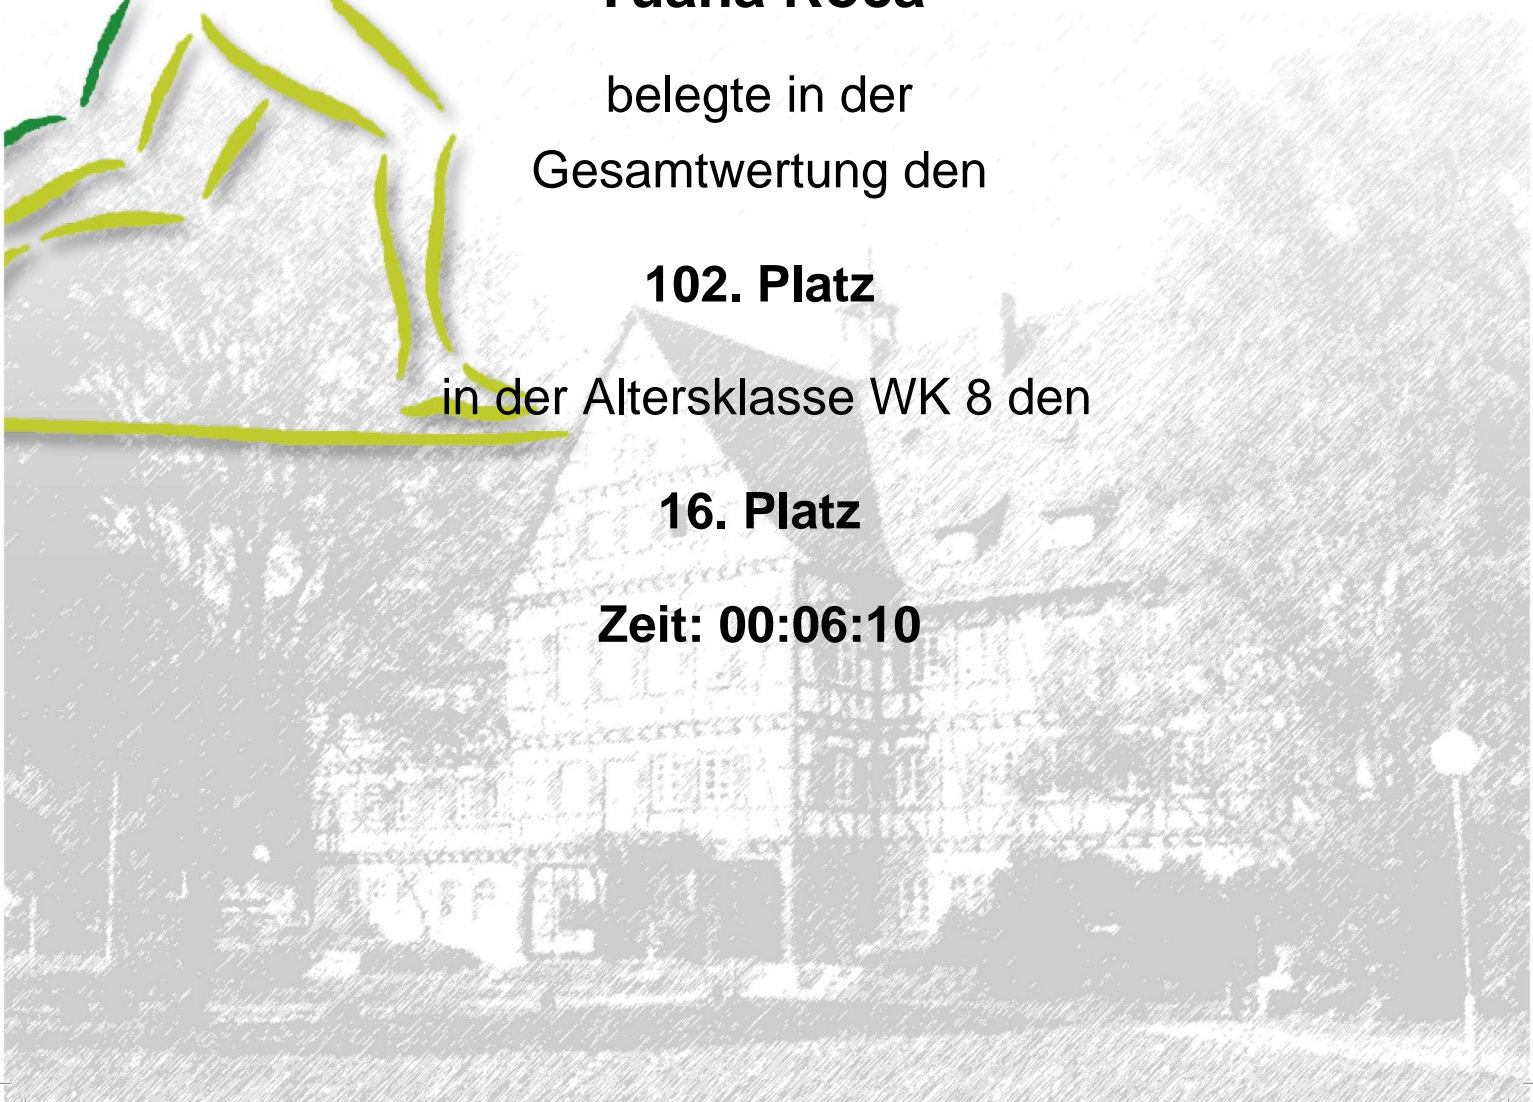 belegte in der
Gesamtwertung den
102. Platz
in der Altersklasse WK 8 den
16. Platz
Zeit: 00:06:10